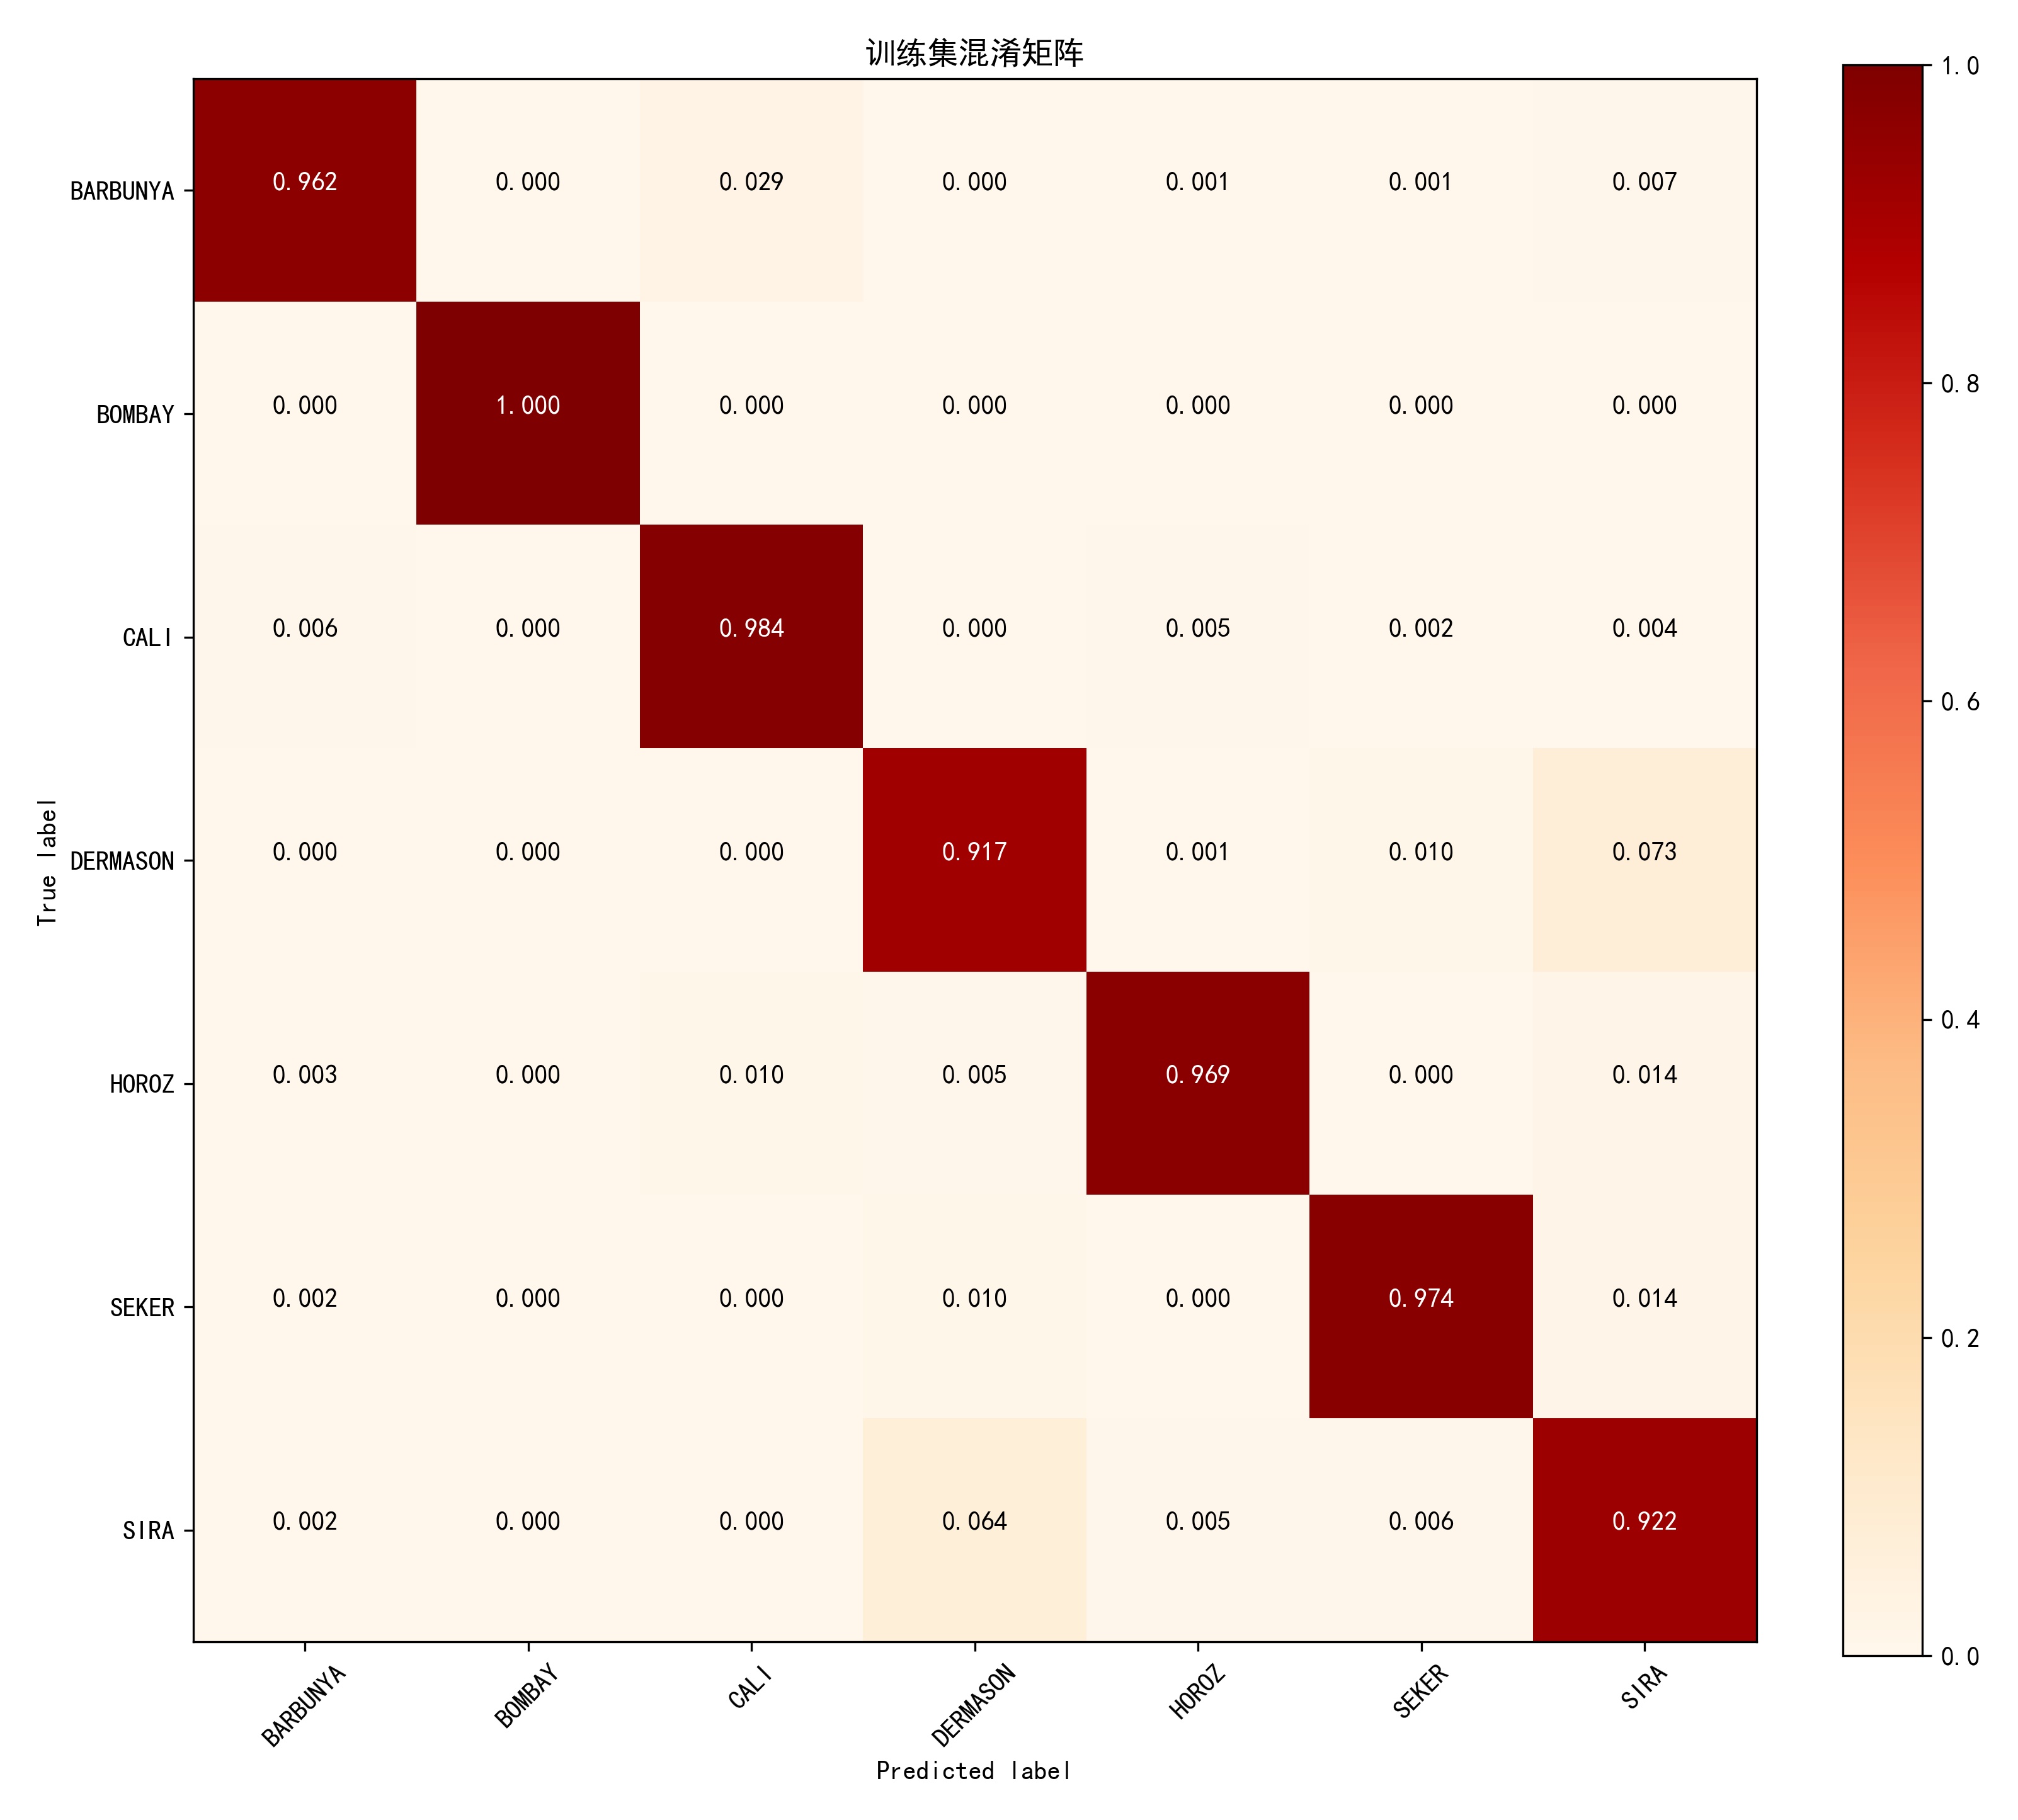 训练集混淆矩阵
True label
BARBUNYA 0.962 0.000 0.029 0.000 0.001 0.001 0.007
BOMBAY 0.000 1.000 0.000 0.000 0.000 0.000 0.000
CALI 0.006 0.000 0.984 0.000 0.005 0.002 0.004
DERMASON 0.000 0.000 0.000 0.917 0.001 0.010 0.073
HOROZ 0.003 0.000 0.010 0.005 0.969 0.000 0.014
SEKER 0.002 0.000 0.000 0.010 0.000 0.974 0.014
SIRA 0.002 0.000 0.000 0.064 0.005 0.006 0.922
BARBUNYA BOMBAY CALI DERMASON HOROZ SEKER SIRA
Predicted label
1.0
0.8
0.6
0.4
0.2
0.0